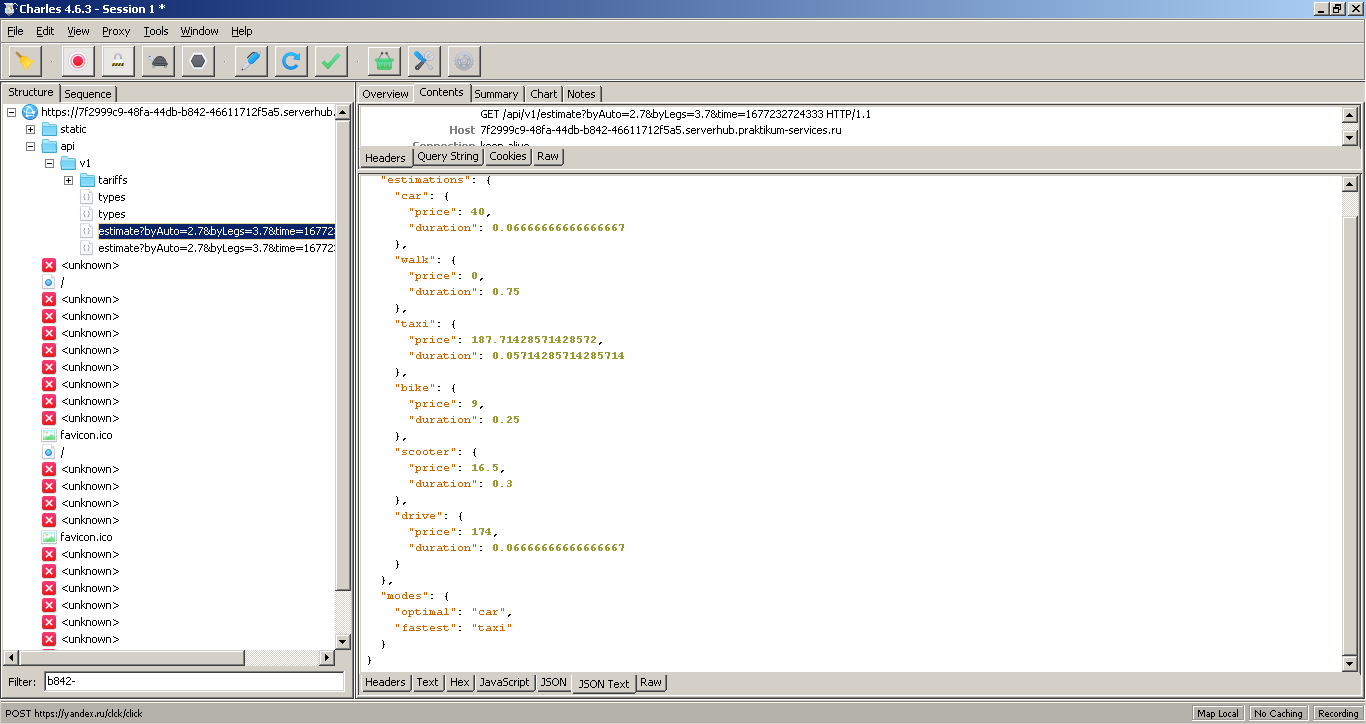 Charles 4.6.3 - Session 1 *
File Edit View Proxy Tools Window Help
Structure Sequence
https://7f2999c9-48fa-44db-b842-46611712f5a5.serverhub.
static
api
v1
tariffs
types
types
estimate?byAuto=2.7&byLegs=3.7&time=16772
estimate?byAuto=2.7&byLegs=3.7&time=16772
<unknown>
/
<unknown>
<unknown>
<unknown>
<unknown>
<unknown>
<unknown>
<unknown>
<unknown>
favicon.ico
/
<unknown>
<unknown>
<unknown>
<unknown>
favicon.ico
<unknown>
<unknown>
<unknown>
<unknown>
<unknown>
<unknown>
Filter: b842-
Overview Contents Summary Chart Notes
GET /api/v1/estimate?byAuto=2.7&byLegs=3.7&time=1677232724333 HTTP/1.1
Host 7f2999c9-48fa-44db-b842-46611712f5a5.serverhub.praktikum-services.ru
Connection keep-alive
Headers Query String Cookies Raw
"estimations": {
"car": {
"price": 40,
"duration": 0.06666666666666667
},
"walk": {
"price": 0,
"duration": 0.75
},
"taxi": {
"price": 187.71428571428572,
"duration": 0.05714285714285714
},
"bike": {
"price": 9,
"duration": 0.25
},
"scooter": {
"price": 16.5,
"duration": 0.3
},
"drive": {
"price": 174,
"duration": 0.06666666666666667
}
},
"modes": {
"optimal": "car",
"fastest": "taxi"
}
}
Headers Text Hex JavaScript JSON JSON Text Raw
POST https://yandex.ru/clck/click
Map Local No Caching Recording